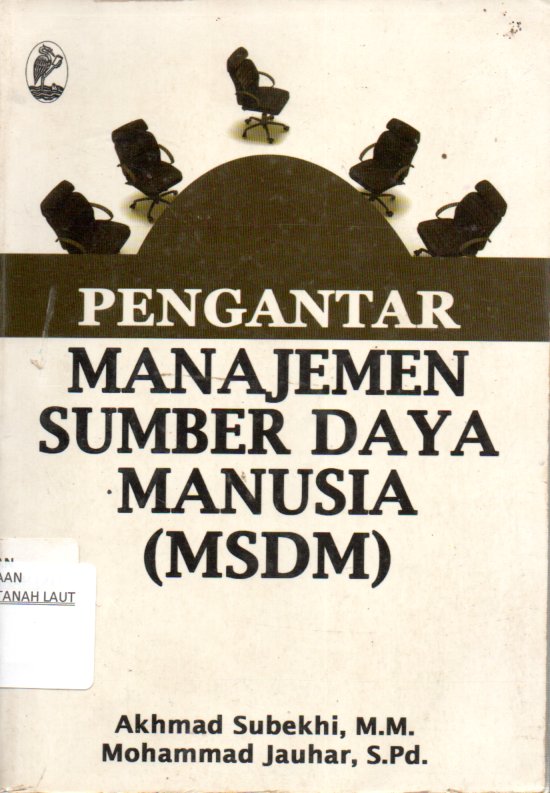 PENGANTAR
MANAJEMEN
SUMBER DAYA
MANUSIA
(MSDM)
AAN
TANAH LAUT
Akhmad Subekhi, M.M.
Mohammad Jauhar, S.Pd.